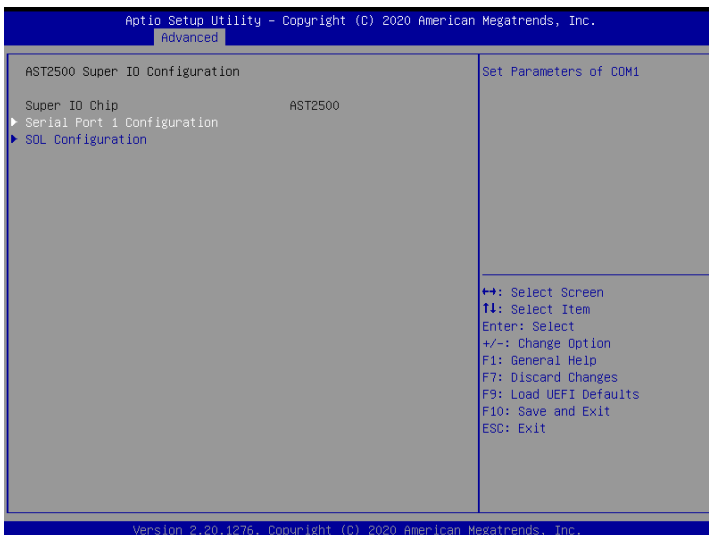 Aptio Setup Utility – Copyright (C) 2020 American Megatrends, Inc.
Advanced
AST2500 Super IO Configuration
Super IO Chip AST2500
Serial Port 1 Configuration
SOL Configuration
Set Parameters of COM1
↔: Select Screen
↑↓: Select Item
Enter: Select
+/-: Change Option
F1: General Help
F7: Discard Changes
F9: Load UEFI Defaults
F10: Save and Exit
ESC: Exit
Version 2.20.1276. Copyright (C) 2020 American Megatrends, Inc.